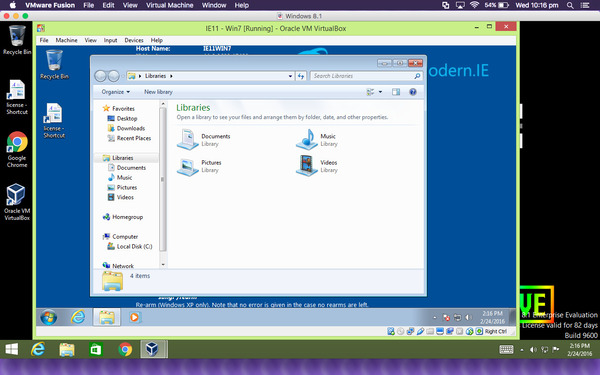 VMware Fusion File Edit View Virtual Machine Window Help 54% Wed 10:16 pm
Windows 8.1
IE11 - Win7 [Running] - Oracle VM VirtualBox
File Machine View Input Devices Help
Recycle Bin
license - Shortcut
Google Chrome
Oracle VM VirtualBox
Recycle Bin
license - Shortcut
Host Name: IE11WIN7
odern.IE
Libraries
Search Libraries
Organize New library
Favorites
Desktop
Downloads
Recent Places
Libraries
Documents
Music
Pictures
Videos
Homegroup
Computer
Local Disk (C:)
Network
Libraries
Open a library to see your files and arrange them by folder, date, and other properties.
Documents
Library
Music
Library
Pictures
Library
Videos
Library
4 items
Re-arm (Windows XP only). Note that no error is given in the case no rearms are left.
2:16 PM
2/24/2016
Right Ctrl
VE
8.1 Enterprise Evaluation
License valid for 82 days
Build 9600
2:16 PM
2/24/2016